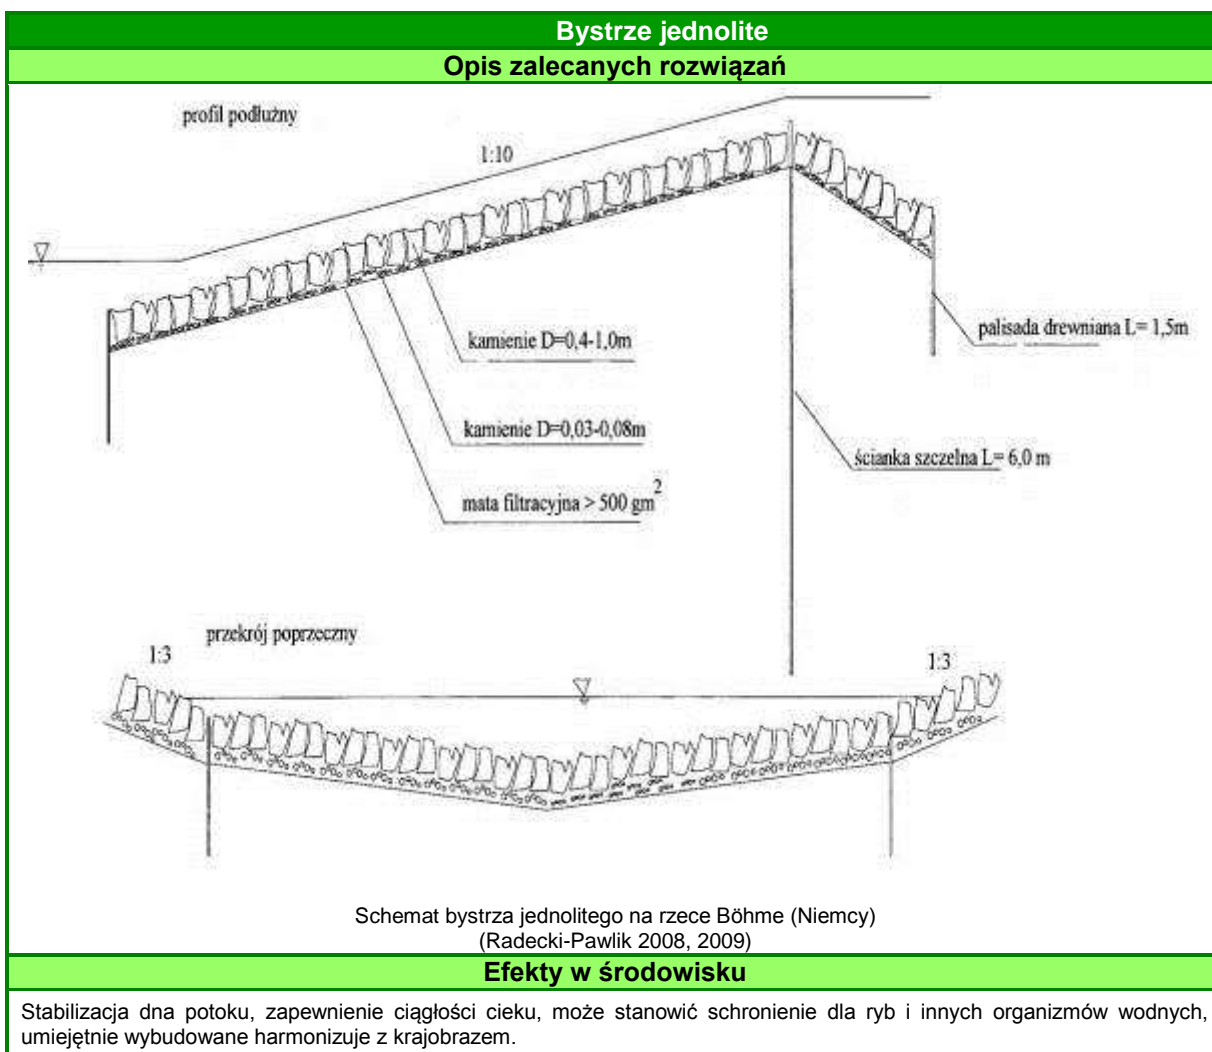 Bystrze jednolite
Opis zalecanych rozwiązań
profil podłużny
1:10
kamienie D=0,4-1,0m
palisada drewniana L= 1,5m
kamienie D=0,03-0,08m
ścianka szczelna L= 6,0 m
mata filtracyjna > 500 gm²
przekrój poprzeczny
1:3
1:3
Schemat bystrza jednolitego na rzece Böhme (Niemcy)
(Radecki-Pawlik 2008, 2009)
Efekty w środowisku
Stabilizacja dna potoku, zapewnienie ciągłości cieku, może stanowić schronienie dla ryb i innych organizmów wodnych,
umiejętnie wybudowane harmonizuje z krajobrazem.